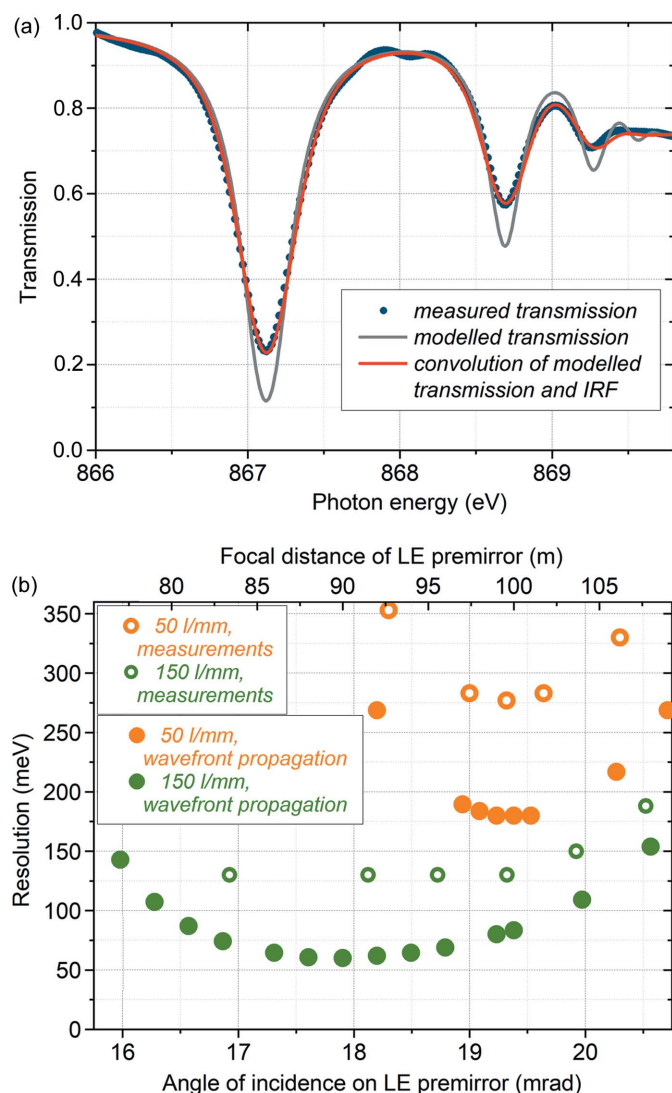 (a)
1.0
0.8
0.6
0.4
0.2
0.0
Transmission
measured transmission
modelled transmission
convolution of modelled
transmission and IRF
866 867 868 869
Photon energy (eV)
Focal distance of LE premirror (m)
(b)
80 85 90 95 100 105
350
300
250
200
150
100
50
0
Resolution (meV)
50 l/mm,
measurements
150 l/mm,
measurements
50 l/mm,
wavefront propagation
150 l/mm,
wavefront propagation
16 17 18 19 20
Angle of incidence on LE premirror (mrad)